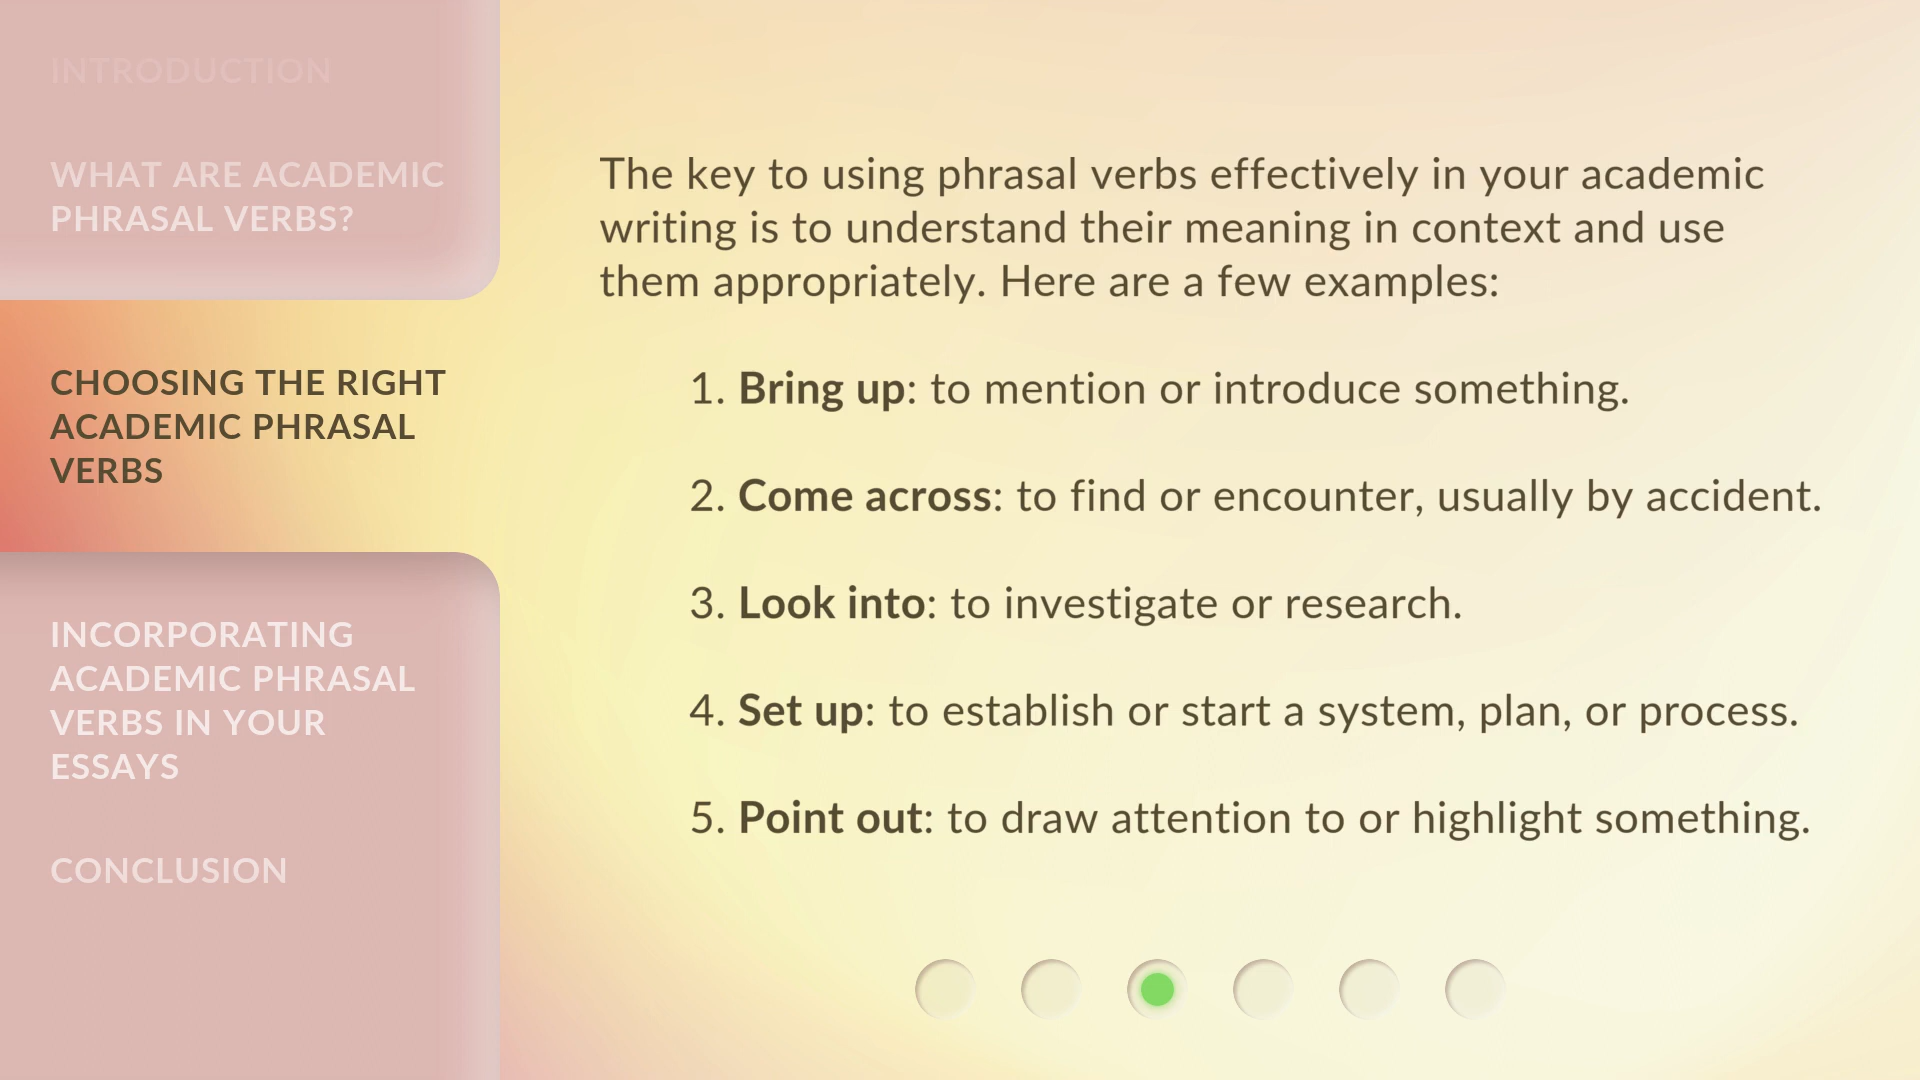 INTRODUCTION
WHAT ARE ACADEMIC
PHRASAL VERBS?
CHOOSING THE RIGHT
ACADEMIC PHRASAL
VERBS
INCORPORATING
ACADEMIC PHRASAL
VERBS IN YOUR
ESSAYS
CONCLUSION
The key to using phrasal verbs effectively in your academic
writing is to understand their meaning in context and use
them appropriately. Here are a few examples:
1. Bring up: to mention or introduce something.
2. Come across: to find or encounter, usually by accident.
3. Look into: to investigate or research.
4. Set up: to establish or start a system, plan, or process.
5. Point out: to draw attention to or highlight something.